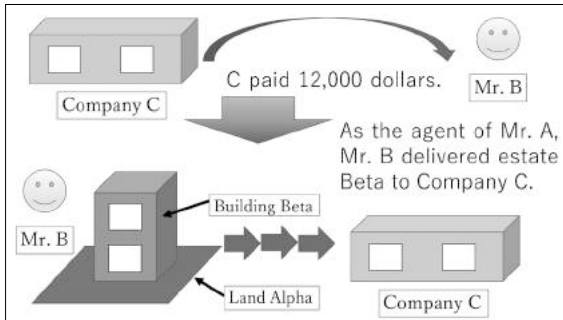 C paid 12,000 dollars.
Company C
Mr. B
As the agent of Mr. A,
Mr. B delivered estate
Beta to Company C.
Building Beta
Mr. B
Land Alpha
Company C